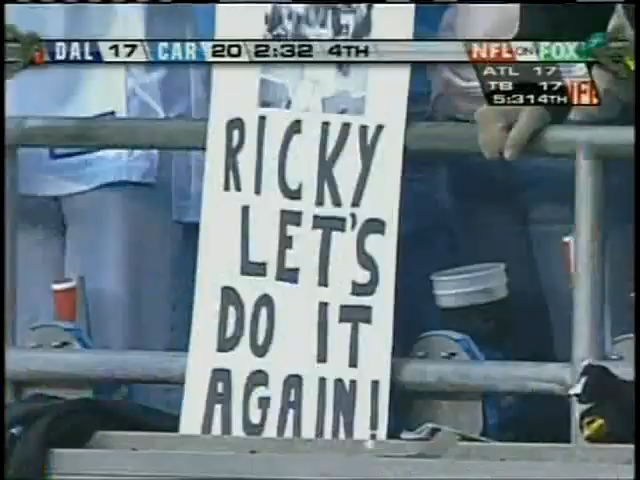 DAL 17 CAR 20 2:32 4TH NFL ON FOX
ATL 17
TB 17
5:31 4TH NFL
RICKY
LET'S
DO IT
AGAIN!